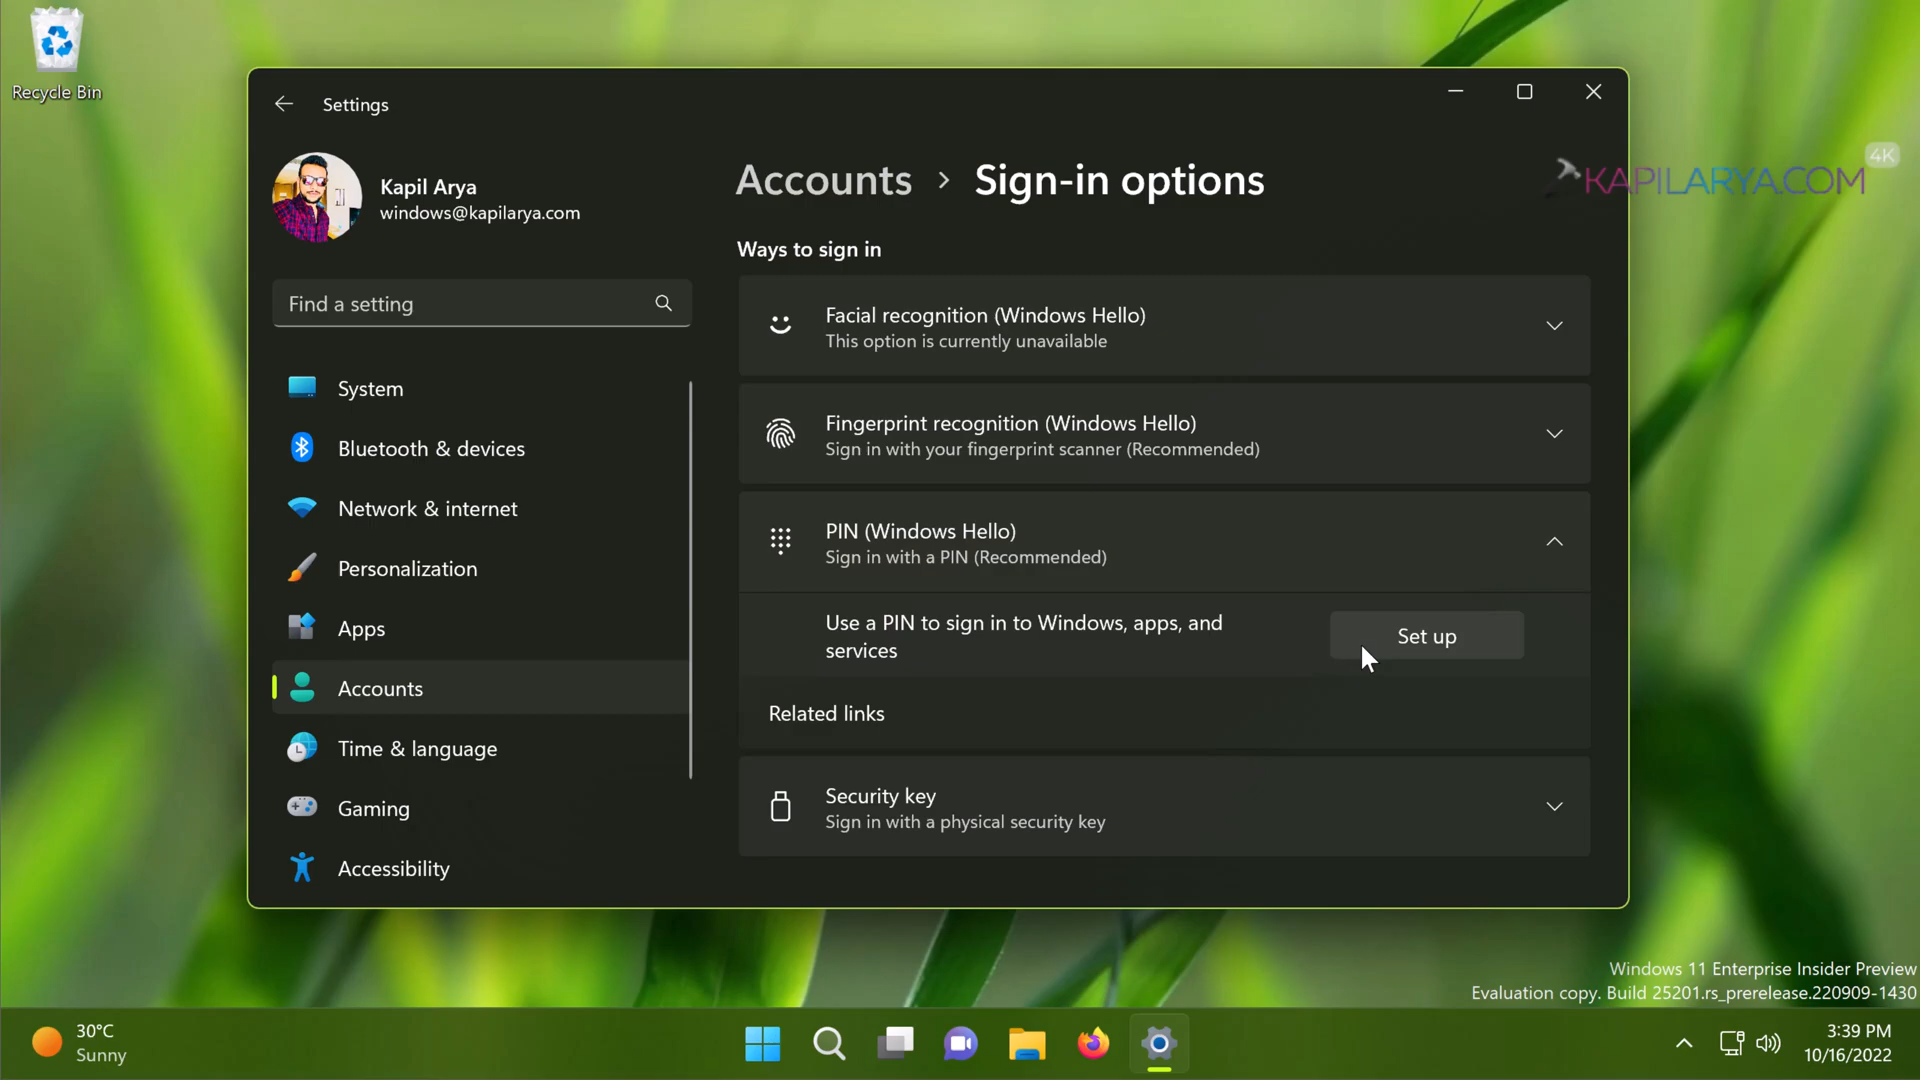 Recycle Bin
Settings
Kapil Arya
windows@kapilarya.com
Find a setting
System
Bluetooth & devices
Network & internet
Personalization
Apps
Accounts
Time & language
Gaming
Accessibility
Accounts > Sign-in options
Ways to sign in
Facial recognition (Windows Hello)
This option is currently unavailable
Fingerprint recognition (Windows Hello)
Sign in with your fingerprint scanner (Recommended)
PIN (Windows Hello)
Sign in with a PIN (Recommended)
Use a PIN to sign in to Windows, apps, and
services
Set up
Related links
Security key
Sign in with a physical security key
4K
KAPILARYA.COM
Windows 11 Enterprise Insider Preview
Evaluation copy. Build 25201.rs_prerelease.220909-1430
30°C
Sunny
3:39 PM
10/16/2022